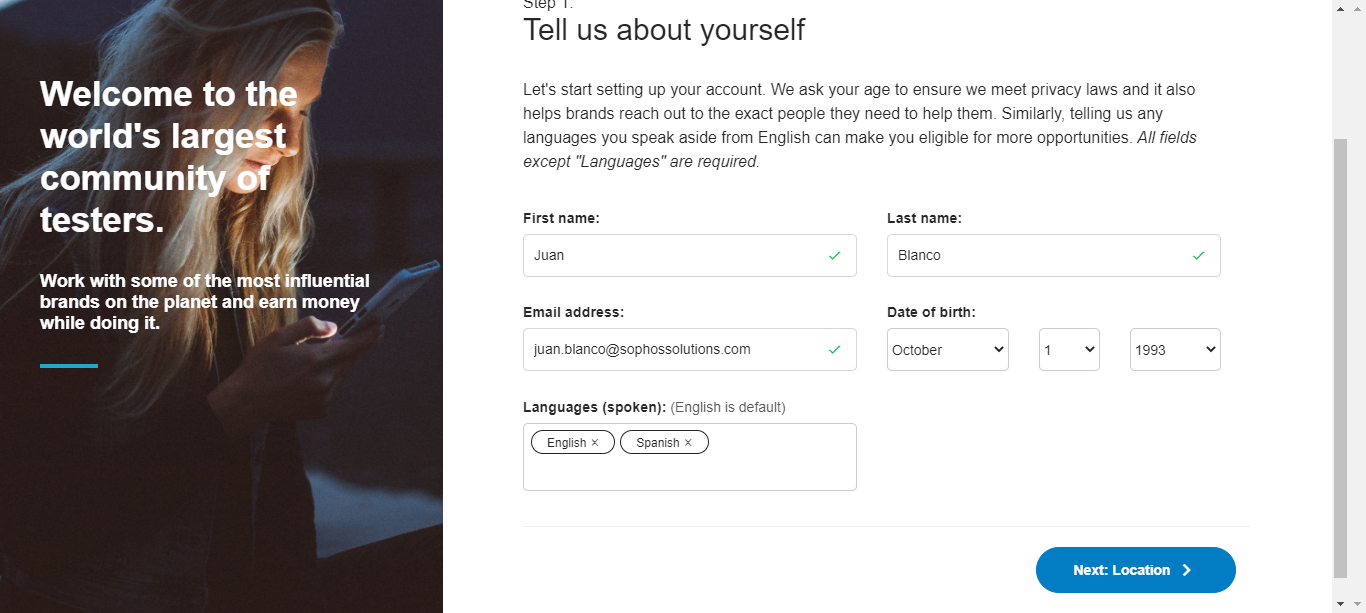 Step 1:
Tell us about yourself
Welcome to the
world's largest
community of
testers.
Work with some of the most influential
brands on the planet and earn money
while doing it.
Let's start setting up your account. We ask your age to ensure we meet privacy laws and it also
helps brands reach out to the exact people they need to help them. Similarly, telling us any
languages you speak aside from English can make you eligible for more opportunities. All fields
except "Languages" are required.
First name:
Last name:
Juan
Blanco
Email address:
Date of birth:
juan.blanco@sophossolutions.com
October
1
1993
Languages (spoken): (English is default)
English ×
Spanish ×
Next: Location